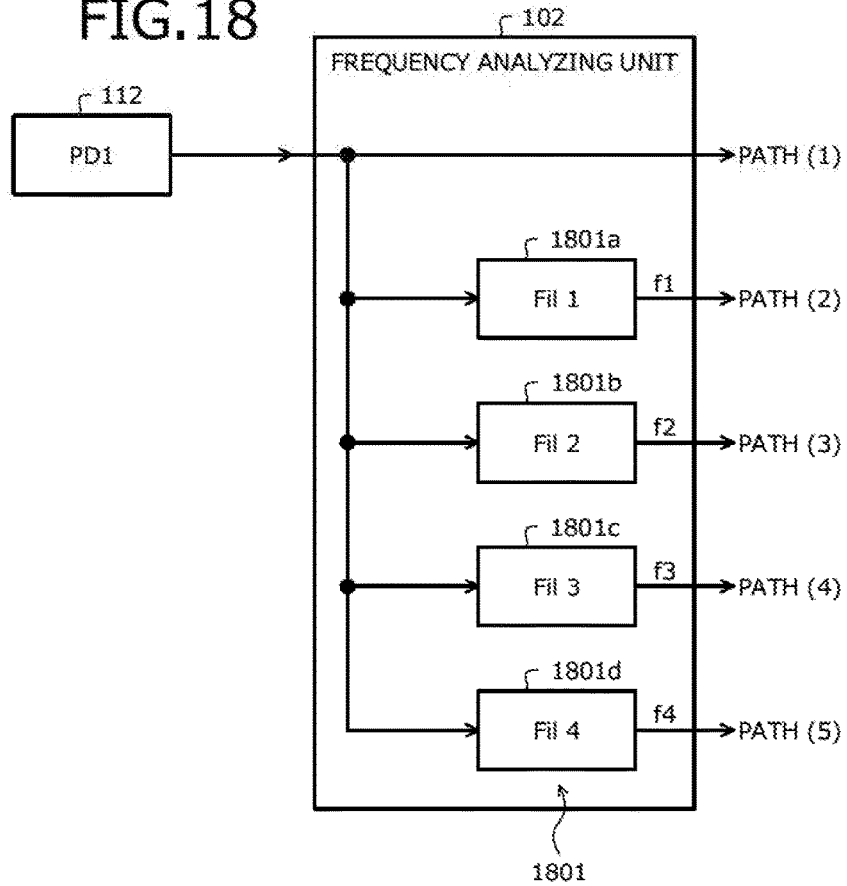 FIG.18
102
FREQUENCY ANALYZING UNIT
112
PD1
PATH (1)
1801a
Fil 1
f1
PATH (2)
1801b
Fil 2
f2
PATH (3)
1801c
Fil 3
f3
PATH (4)
1801d
Fil 4
f4
PATH (5)
1801